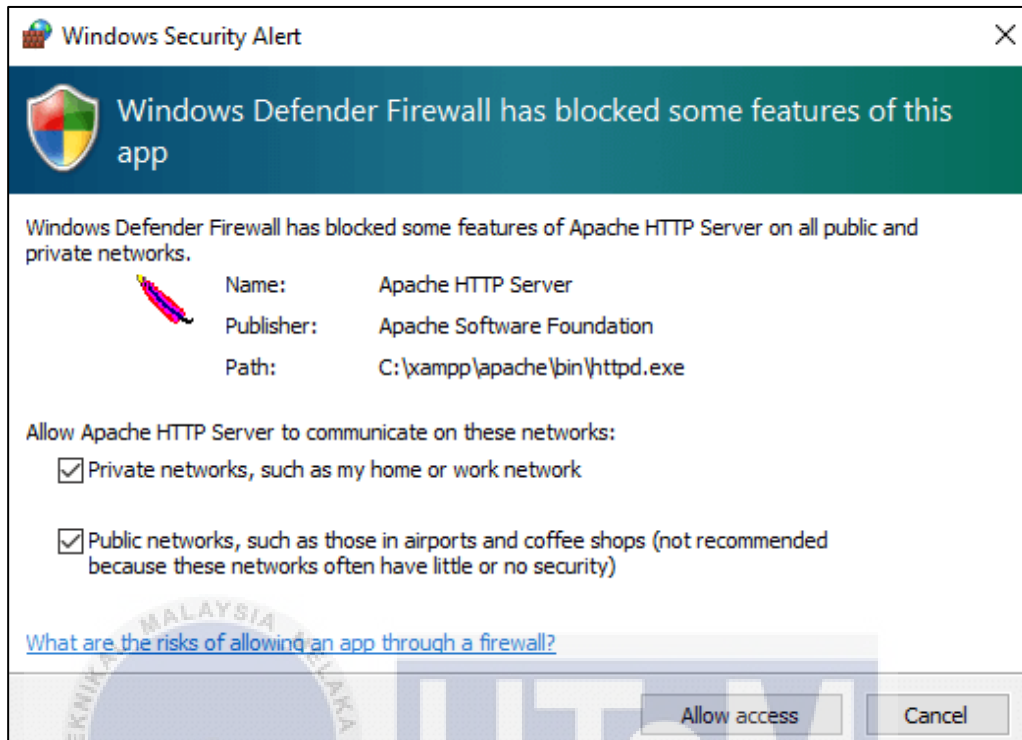 Windows Security Alert
Windows Defender Firewall has blocked some features of this
app
Windows Defender Firewall has blocked some features of Apache HTTP Server on all public and
private networks.
Name: Apache HTTP Server
Publisher: Apache Software Foundation
Path: C:\xampp\apache\bin\httpd.exe
Allow Apache HTTP Server to communicate on these networks:
Private networks, such as my home or work network
Public networks, such as those in airports and coffee shops (not recommended
because these networks often have little or no security)
MALAYSIA
What are the risks of allowing an app through a firewall?
Allow access Cancel